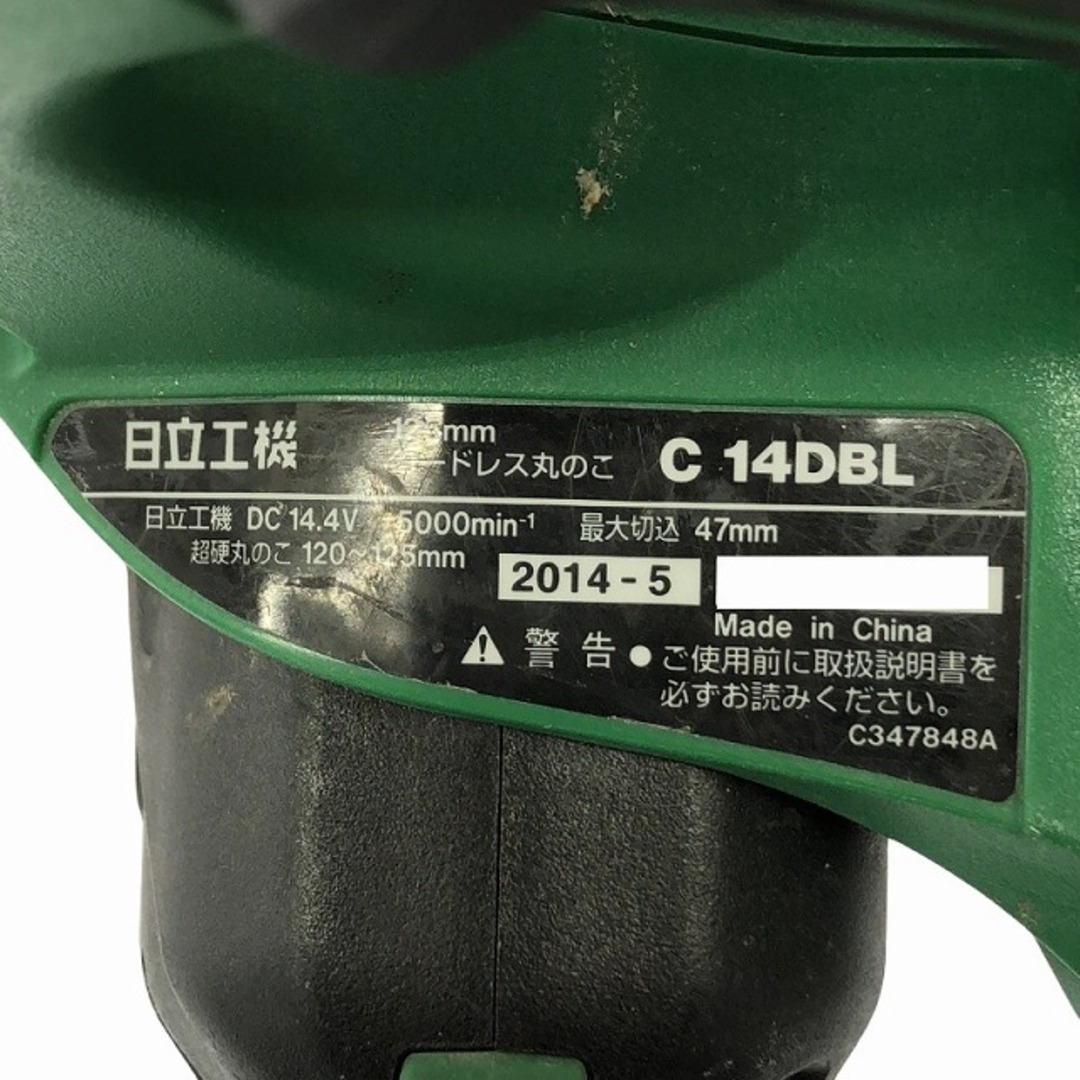 日立工機
125mm
コードレス丸のこ
C 14DBL
日立工機 DC 14.4V 5000min⁻¹ 最大切込 47mm
超硬丸のこ 120〜125mm
2014-5
Made in China
警告 ● ご使用前に取扱説明書を
必ずお読みください。
C347848A